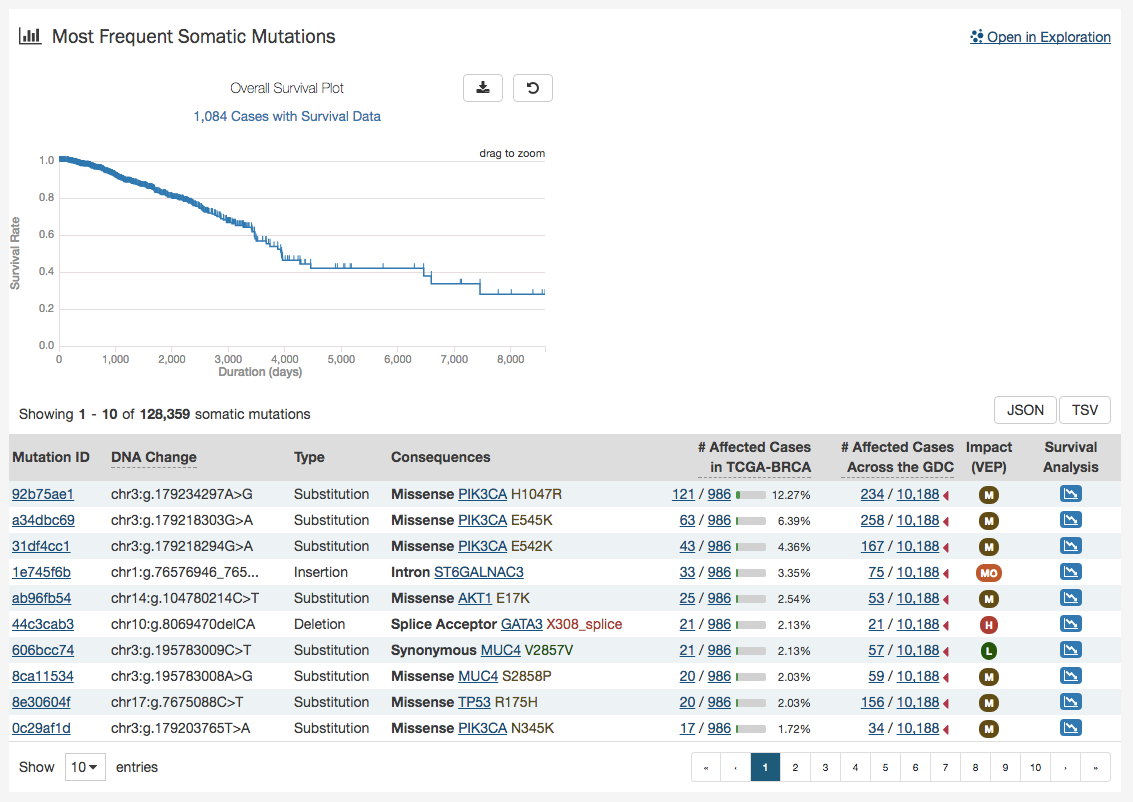 Most Frequent Somatic Mutations
Open in Exploration
Overall Survival Plot
1,084 Cases with Survival Data
drag to zoom
Survival Rate
1.0
0.8
0.6
0.4
0.2
0.0
0 1,000 2,000 3,000 4,000 5,000 6,000 7,000 8,000
Duration (days)
Showing 1 - 10 of 128,359 somatic mutations
JSON TSV
Mutation ID DNA Change Type Consequences # Affected Cases in TCGA-BRCA # Affected Cases Across the GDC Impact (VEP) Survival Analysis
92b75ae1 chr3:g.179234297A>G Substitution Missense PIK3CA H1047R 121 / 986 12.27% 234 / 10,188 M
a34dbc69 chr3:g.179218303G>A Substitution Missense PIK3CA E545K 63 / 986 6.39% 258 / 10,188 M
31df4cc1 chr3:g.179218294G>A Substitution Missense PIK3CA E542K 43 / 986 4.36% 167 / 10,188 M
1e745f6b chr1:g.76576946_765... Insertion Intron ST6GALNAC3 33 / 986 3.35% 75 / 10,188 MO
ab96fb54 chr14:g.104780214C>T Substitution Missense AKT1 E17K 25 / 986 2.54% 53 / 10,188 M
44c3cab3 chr10:g.8069470delCA Deletion Splice Acceptor GATA3 X308_splice 21 / 986 2.13% 21 / 10,188 H
606bcc74 chr3:g.195783009C>T Substitution Synonymous MUC4 V2857V 21 / 986 2.13% 57 / 10,188 L
8ca11534 chr3:g.195783008A>G Substitution Missense MUC4 S2858P 20 / 986 2.03% 59 / 10,188 M
8e30604f chr17:g.7675088C>T Substitution Missense TP53 R175H 20 / 986 2.03% 156 / 10,188 M
0c29af1d chr3:g.179203765T>A Substitution Missense PIK3CA N345K 17 / 986 1.72% 34 / 10,188 M
Show 10 entries
« ‹ 1 2 3 4 5 6 7 8 9 10 › »